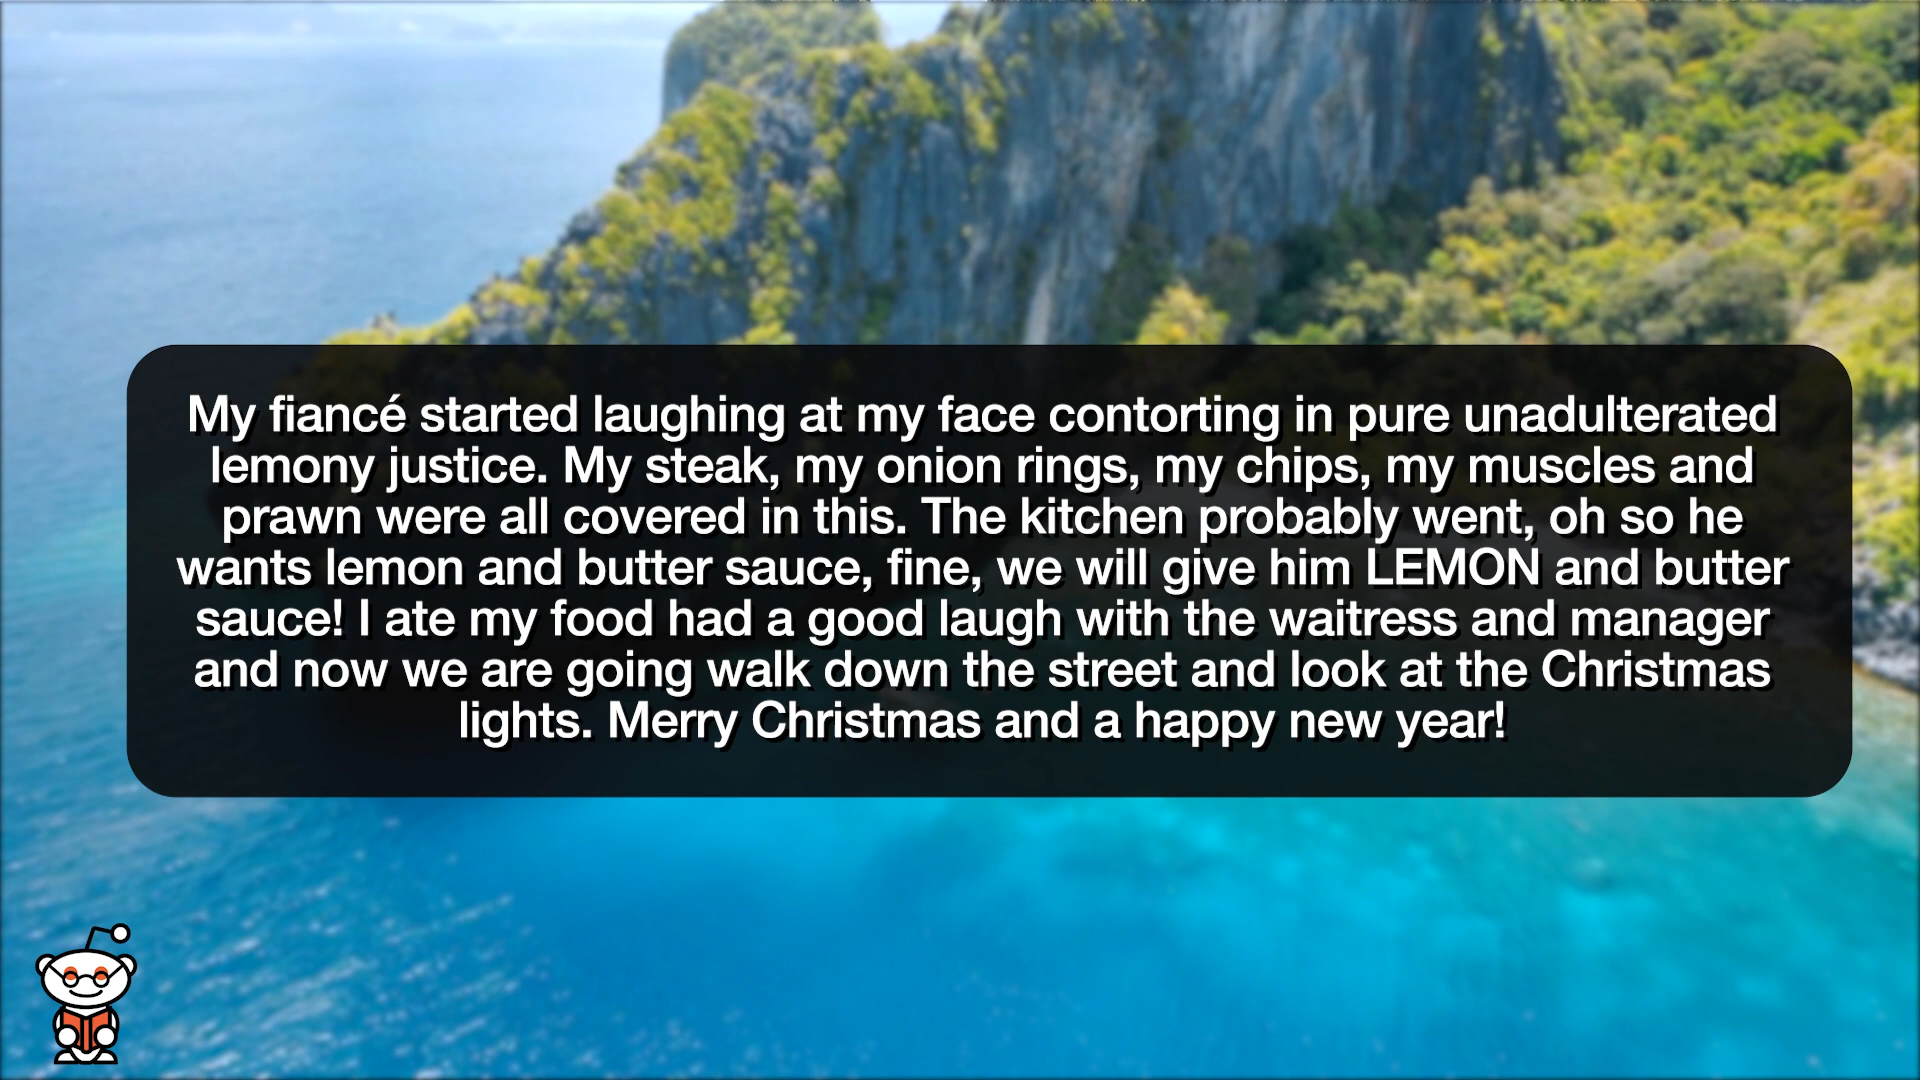 My fiancé started laughing at my face contorting in pure unadulterated
lemony justice. My steak, my onion rings, my chips, my muscles and
prawn were all covered in this. The kitchen probably went, oh so he
wants lemon and butter sauce, fine, we will give him LEMON and butter
sauce! I ate my food had a good laugh with the waitress and manager
and now we are going walk down the street and look at the Christmas
lights. Merry Christmas and a happy new year!